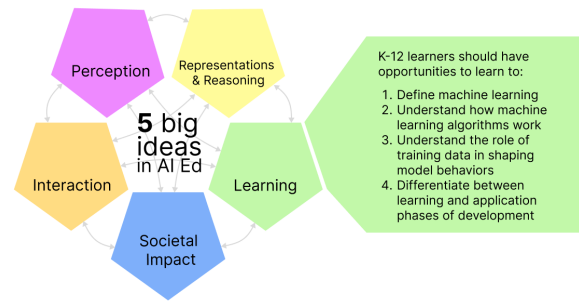 Perception
Representations
& Reasoning
5 big
ideas
in AI Ed
Interaction
Learning
Societal
Impact
K-12 learners should have
opportunities to learn to:
1. Define machine learning
2. Understand how machine
learning algorithms work
3. Understand the role of
training data in shaping
model behaviors
4. Differentiate between
learning and application
phases of development